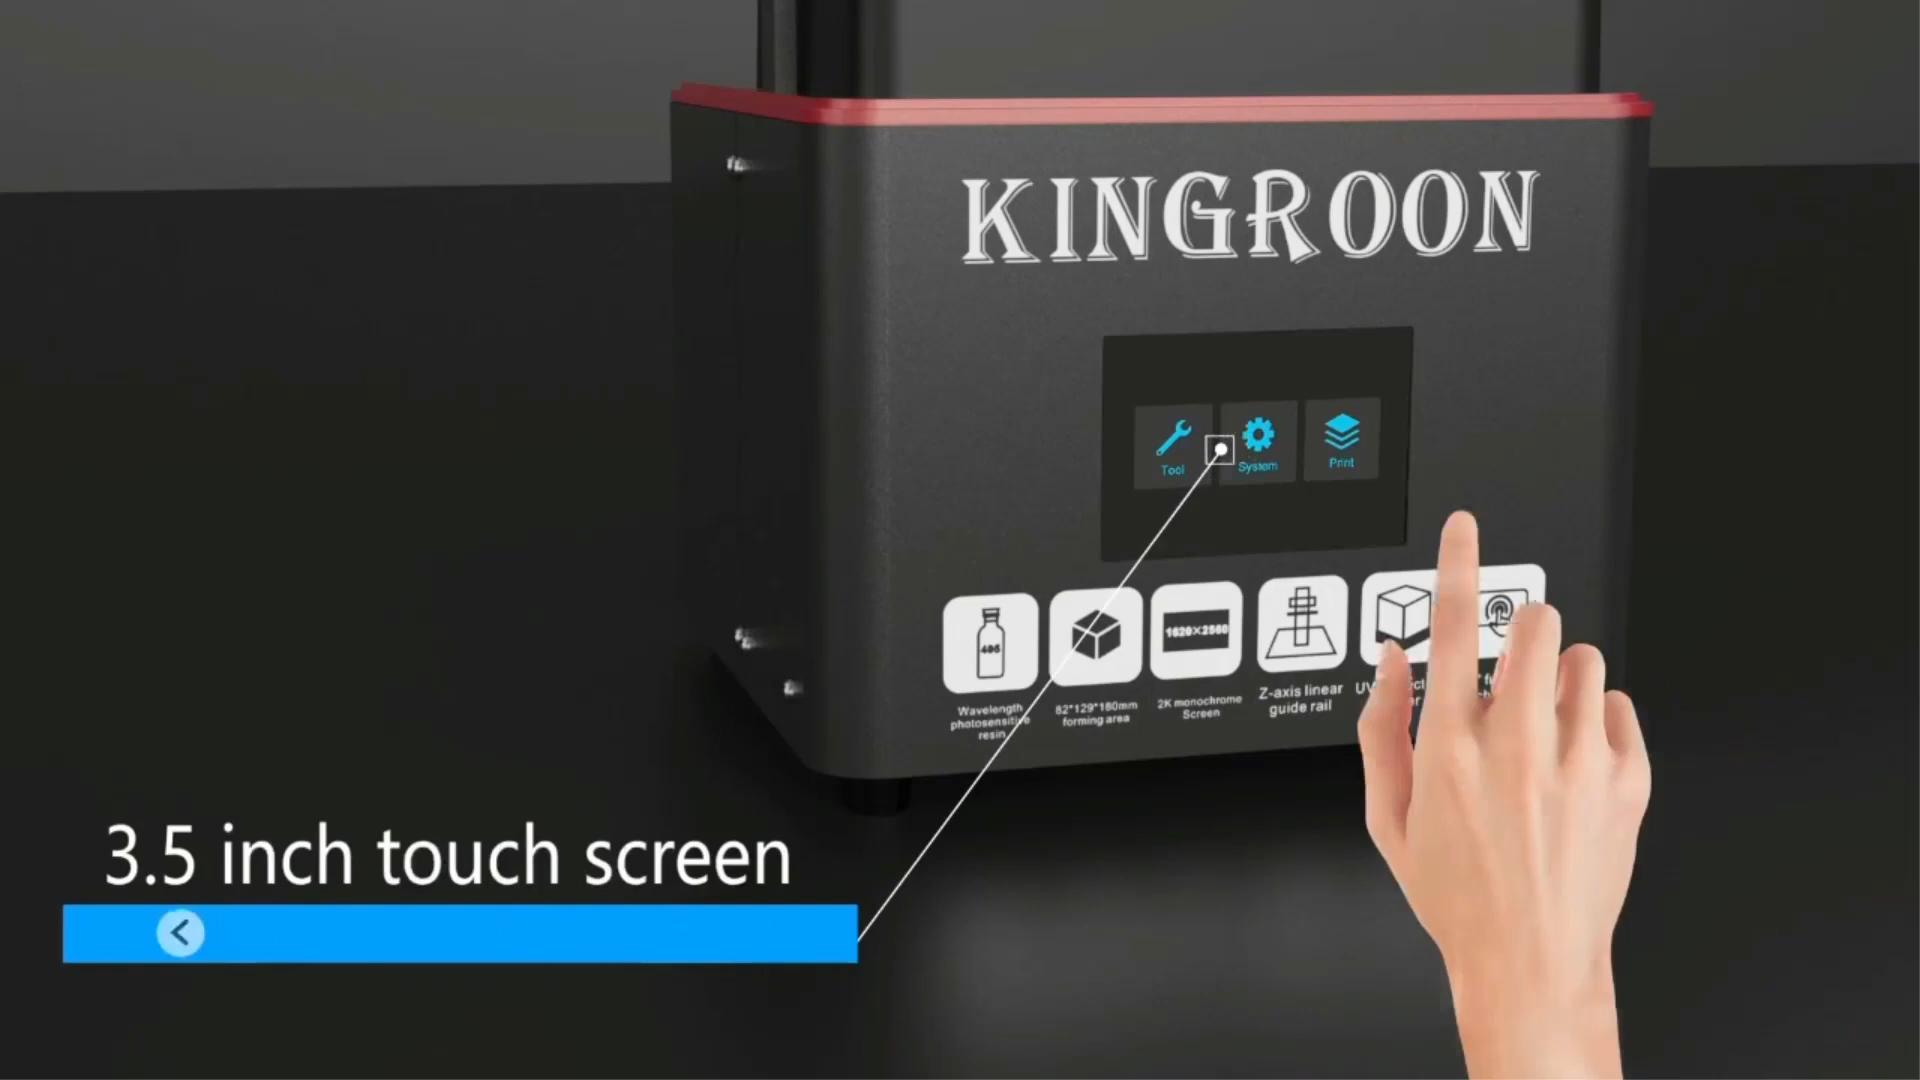 KINGROON
Tool
System
Print
405
1620×2560
Wavelength
photosensitive
resin
82*129*180mm
forming area
2K monochrome
Screen
Z-axis linear
guide rail
3.5 inch touch screen